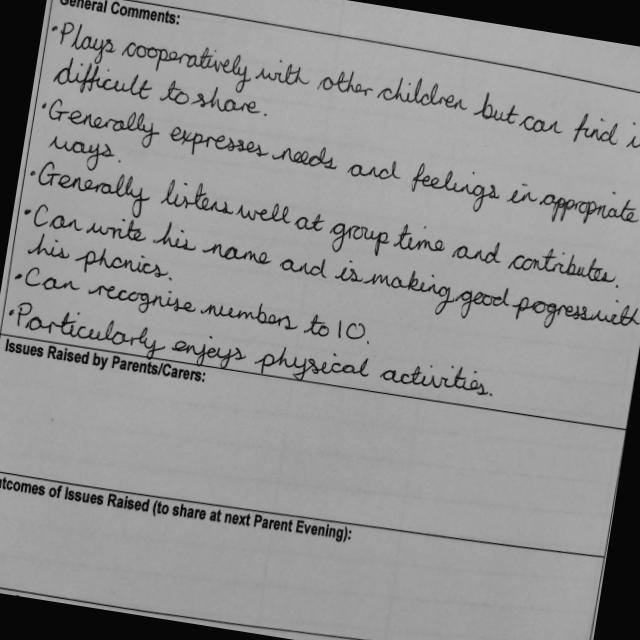 General Comments:
·Plays cooperatively with other children but can find i
difficult to share.
·Generally expresses needs and feelings in appropriate
ways.
·Generally listens well at group time and contributes.
·Can write his name and is making good pogress with
his phonics.
·Can recognise numbers to 10.
·Particularly enjoys physical activities.
Issues Raised by Parents/Carers:
tcomes of Issues Raised (to share at next Parent Evening):